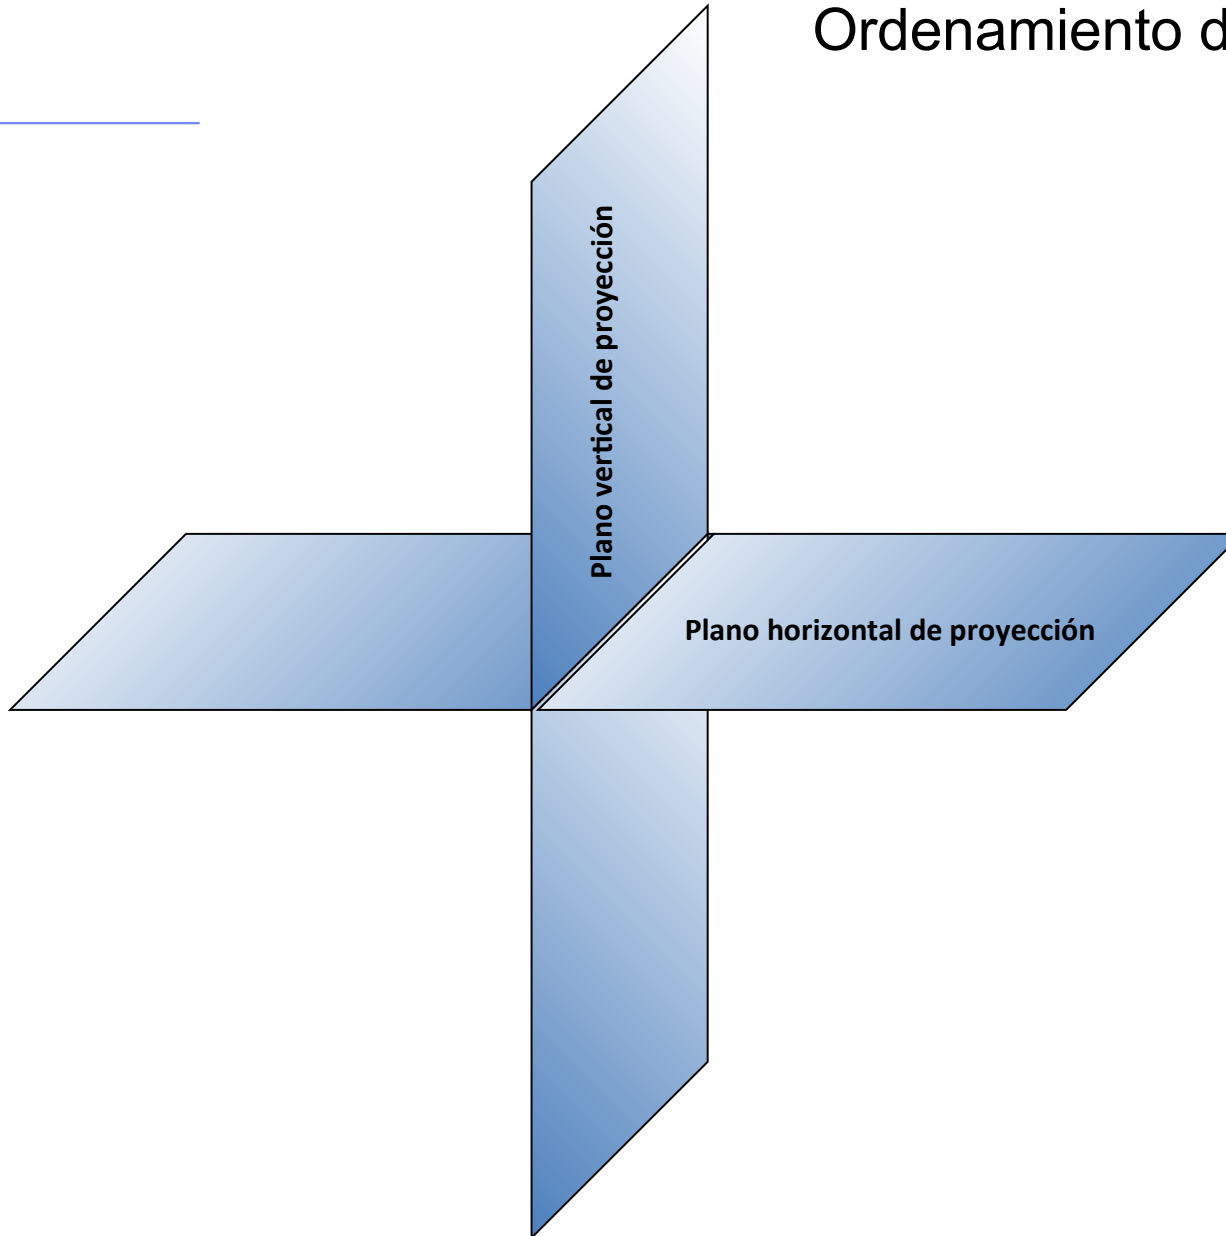 Ordenamiento d
Plano vertical de proyección
Plano horizontal de proyección